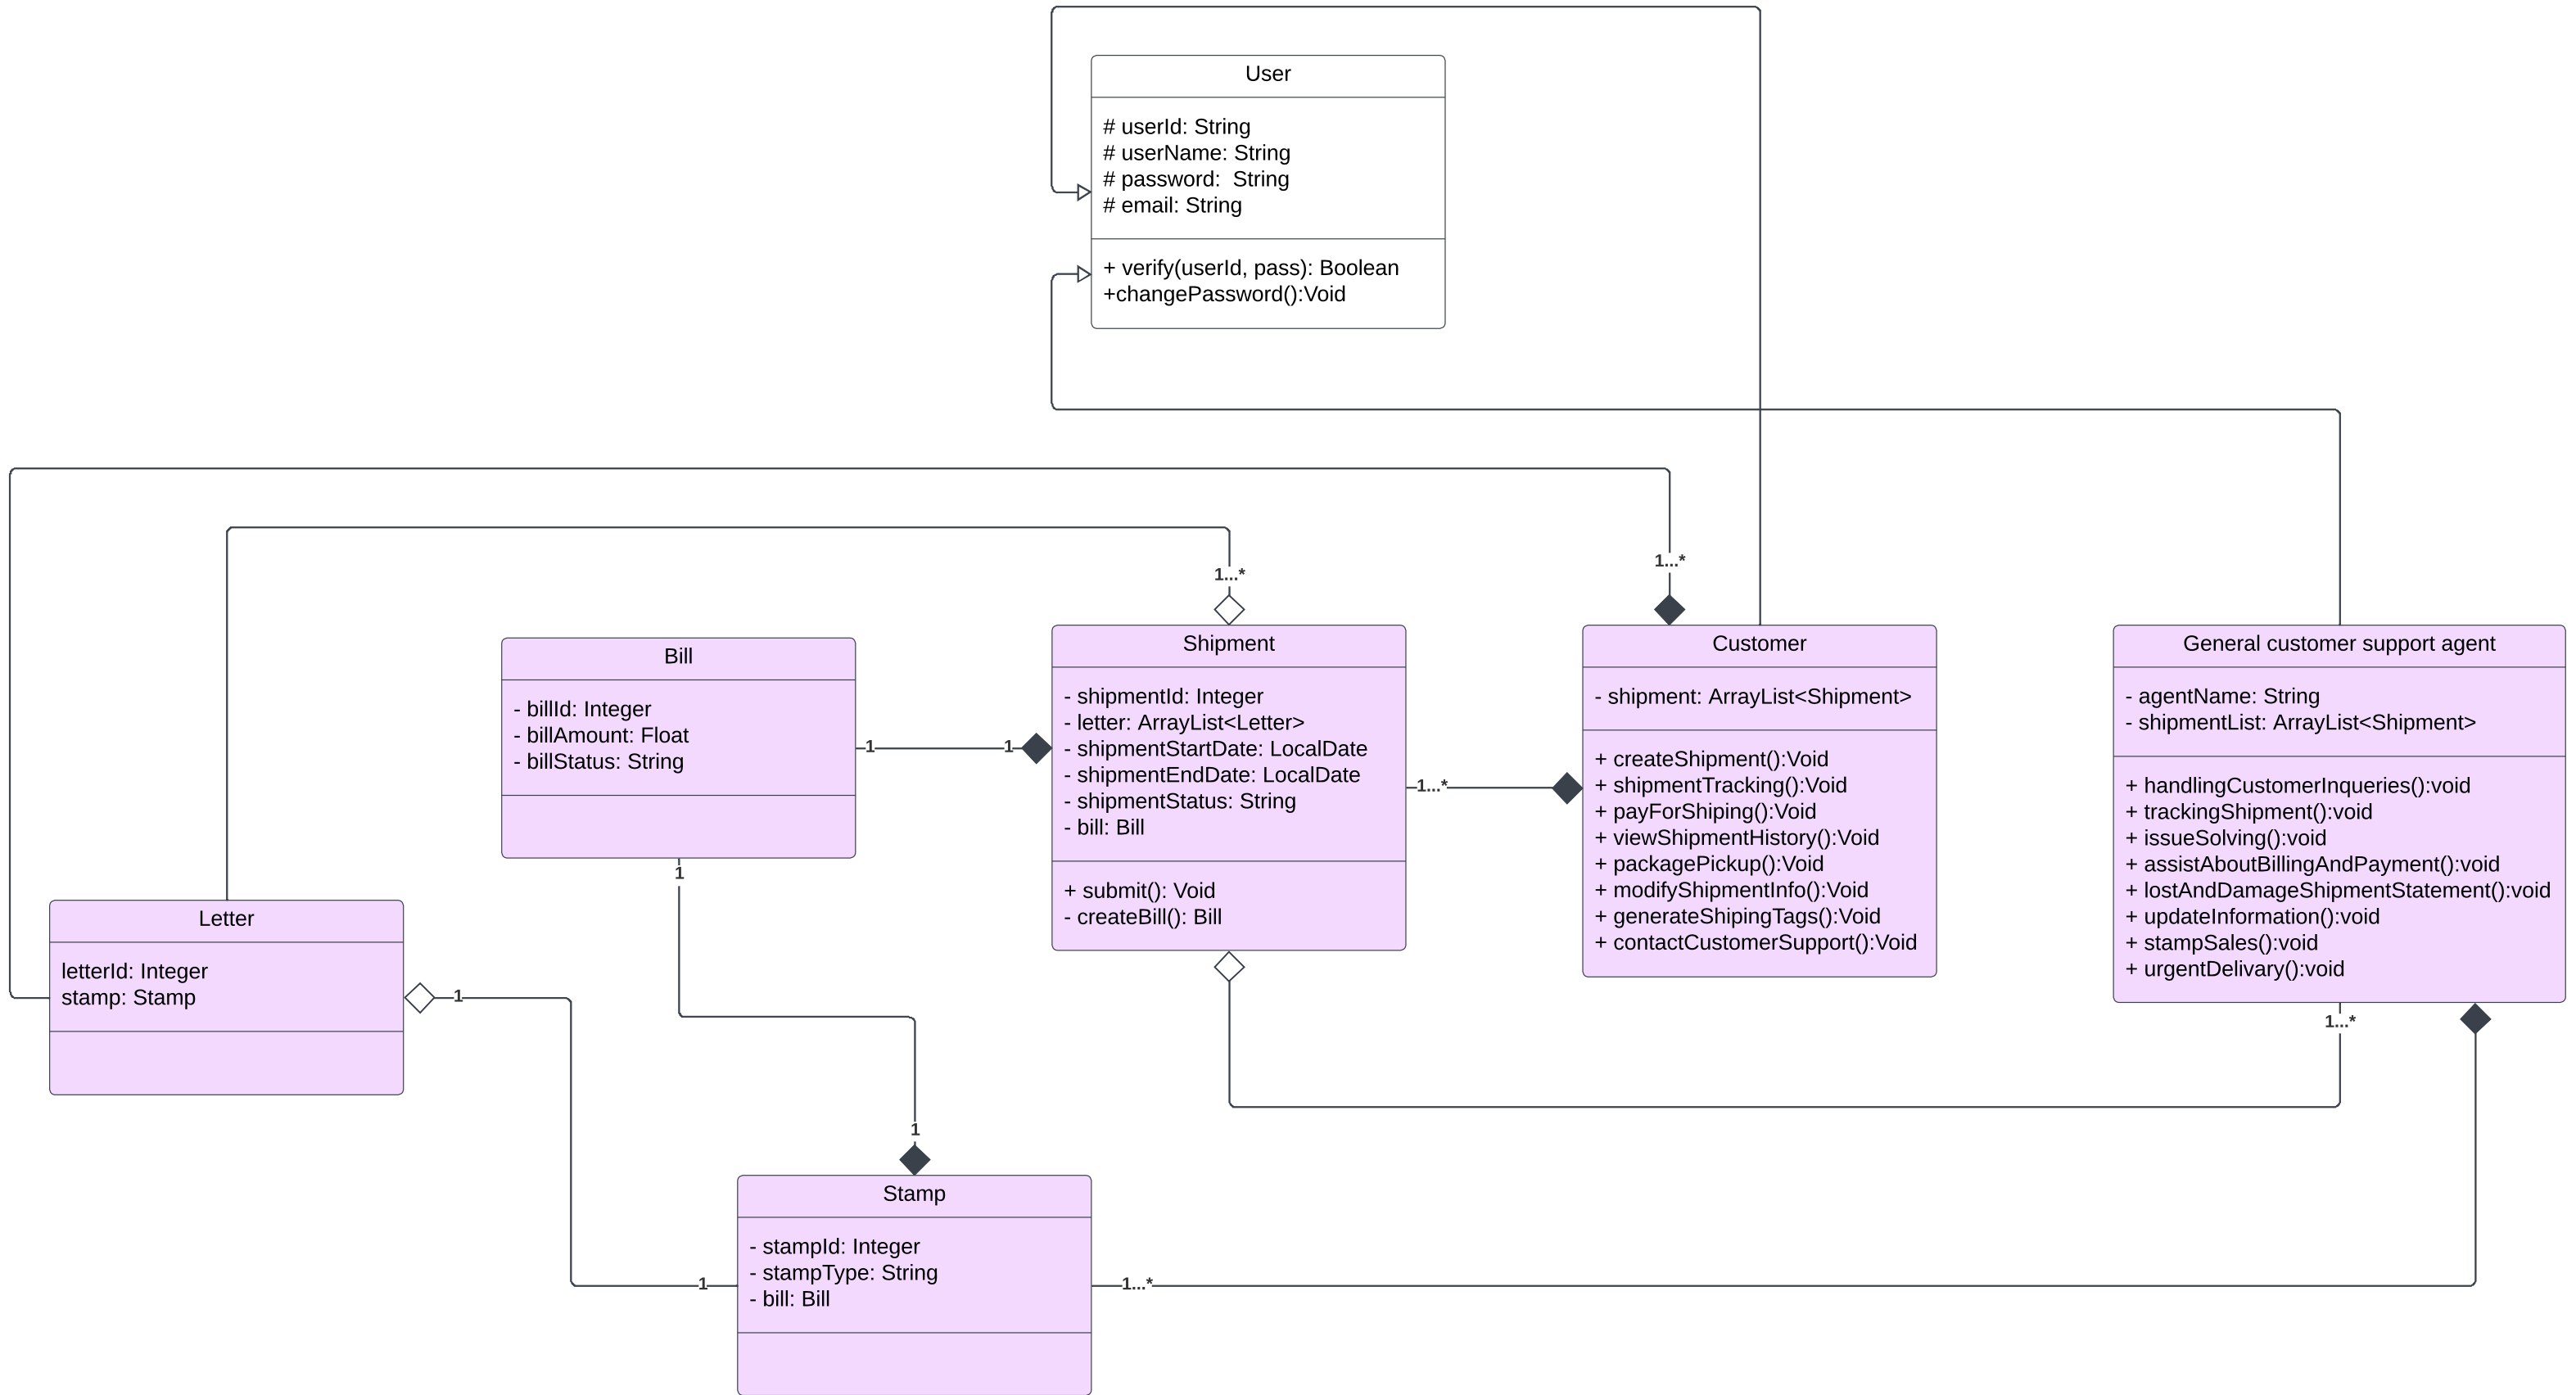 User
# userId: String
# userName: String
# password:  String
# email: String
+ verify(userId, pass): Boolean
+changePassword():Void
1...*
1...*
Bill
- billId: Integer
- billAmount: Float
- billStatus: String
1
1
1
Shipment
- shipmentId: Integer
- letter: ArrayList<Letter>
- shipmentStartDate: LocalDate
- shipmentEndDate: LocalDate
- shipmentStatus: String
- bill: Bill
+ submit(): Void
- createBill(): Bill
1...*
Customer
- shipment: ArrayList<Shipment>
+ createShipment():Void
+ shipmentTracking():Void
+ payForShiping():Void
+ viewShipmentHistory():Void
+ packagePickup():Void
+ modifyShipmentInfo():Void
+ generateShipingTags():Void
+ contactCustomerSupport():Void
General customer support agent
- agentName: String
- shipmentList: ArrayList<Shipment>
+ handlingCustomerInqueries():void
+ trackingShipment():void
+ issueSolving():void
+ assistAboutBillingAndPayment():void
+ lostAndDamageShipmentStatement():void
+ updateInformation():void
+ stampSales():void
+ urgentDelivary():void
1...*
Letter
letterId: Integer
stamp: Stamp
1
1
1
Stamp
- stampId: Integer
- stampType: String
- bill: Bill
1...*